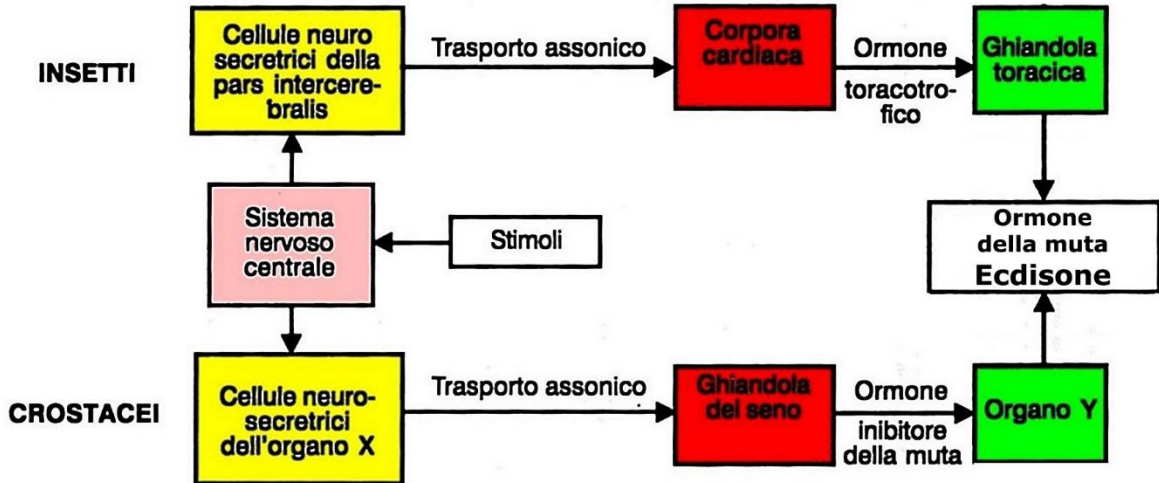 Cellule neuro
secretrici della
pars intercere-
bralis
INSETTI
Trasporto assonico
Corpora
cardiaca
Ormone
toracotro-
fico
Ghiandola
toracica
Sistema
nervoso
centrale
Stimoli
Ormone
della muta
Ecdisone
CROSTACEI
Cellule neuro-
secretrici
dell'organo X
Trasporto assonico
Ghiandola
del seno
Ormone
inibitore
della muta
Organo Y